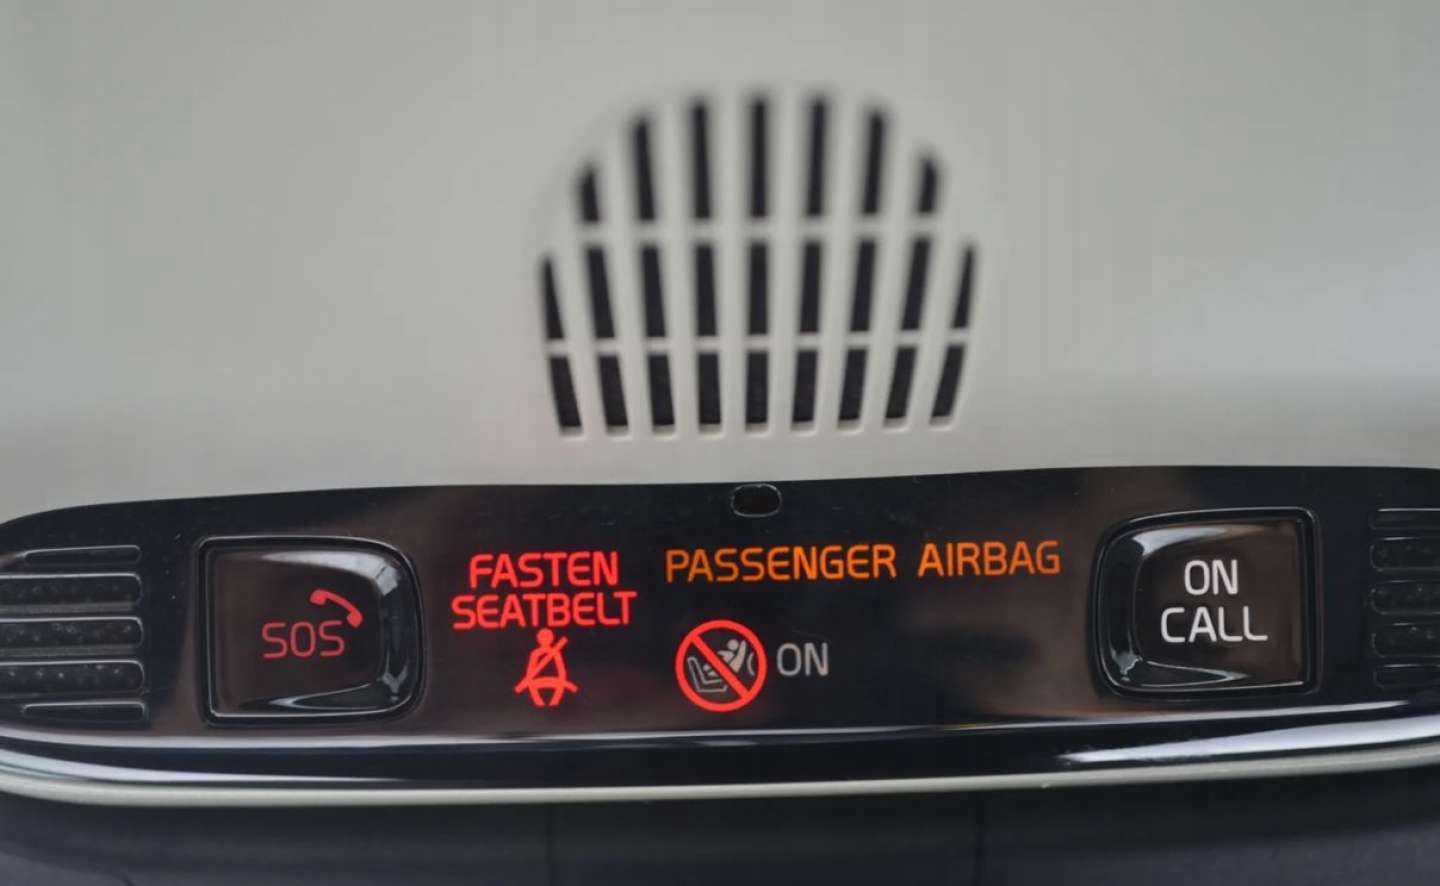 SOS
FASTEN
SEATBELT
PASSENGER AIRBAG
ON
ON
CALL